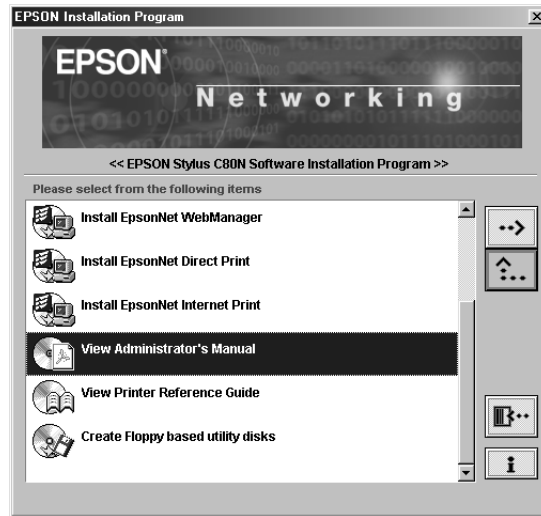 EPSON Installation Program
EPSON
Networking
<< EPSON Stylus C80N Software Installation Program >>
Please select from the following items
Install EpsonNet WebManager
Install EpsonNet Direct Print
Install EpsonNet Internet Print
View Administrator's Manual
View Printer Reference Guide
Create Floppy based utility disks